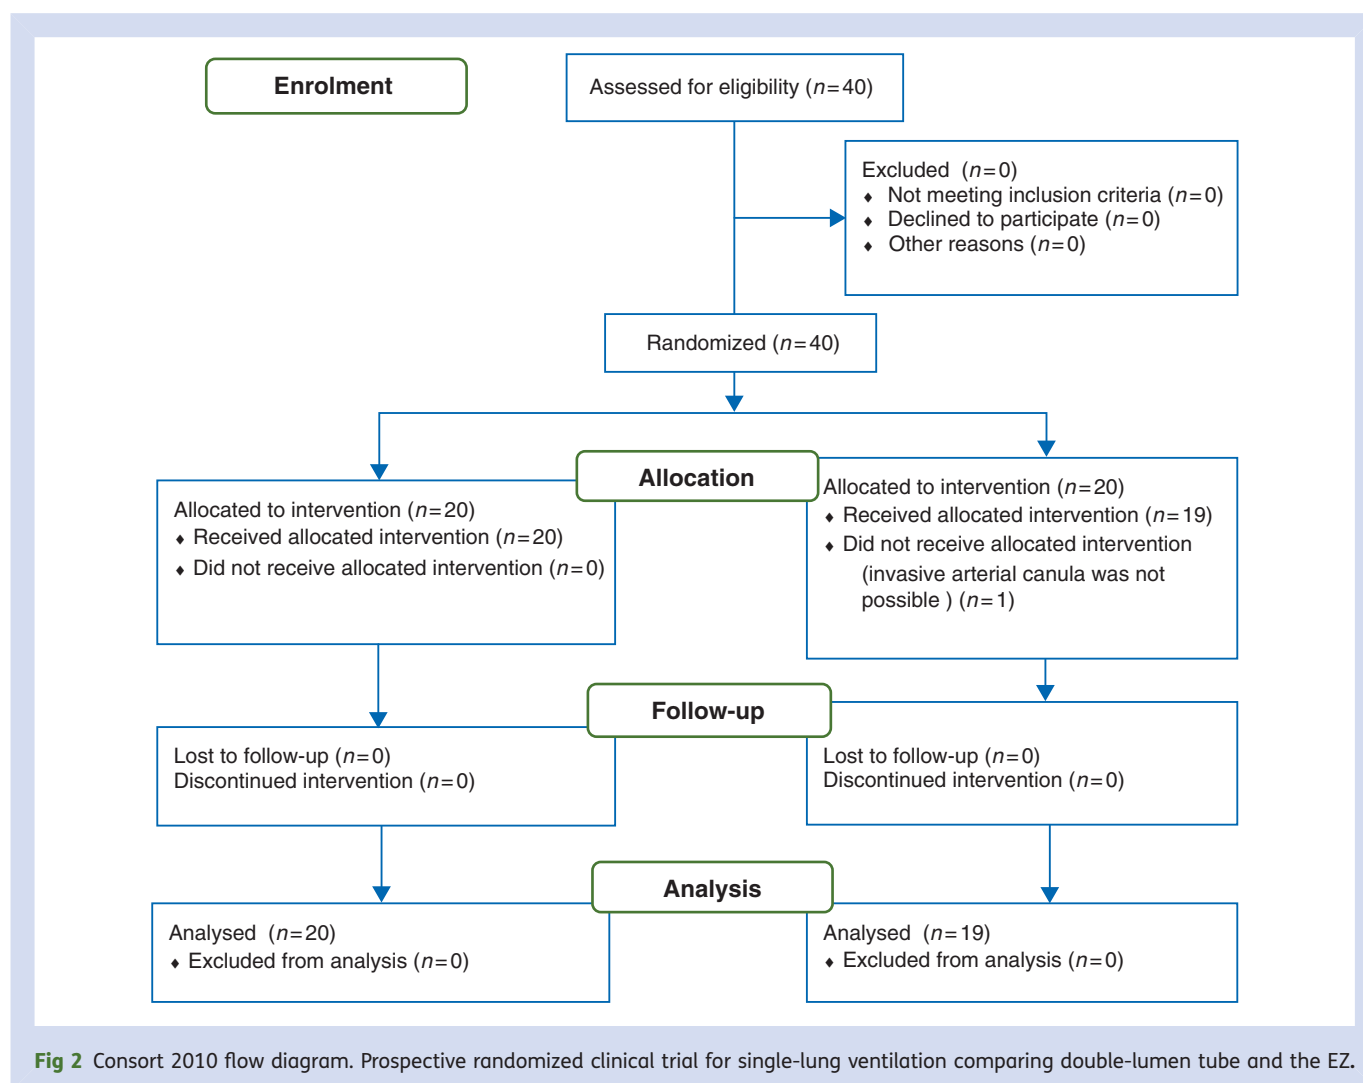 Enrolment
Assessed for eligibility (n=40)
Excluded (n=0)
♦ Not meeting inclusion criteria (n=0)
♦ Declined to participate (n=0)
♦ Other reasons (n=0)
Randomized (n=40)
Allocation
Allocated to intervention (n=20)
♦ Received allocated intervention (n=20)
♦ Did not receive allocated intervention (n=0)
Allocated to intervention (n=20)
♦ Received allocated intervention (n=19)
♦ Did not receive allocated intervention
(invasive arterial canula was not
possible ) (n=1)
Follow-up
Lost to follow-up (n=0)
Discontinued intervention (n=0)
Lost to follow-up (n=0)
Discontinued intervention (n=0)
Analysis
Analysed (n=20)
♦ Excluded from analysis (n=0)
Analysed (n=19)
♦ Excluded from analysis (n=0)
Fig 2 Consort 2010 flow diagram. Prospective randomized clinical trial for single-lung ventilation comparing double-lumen tube and the EZ.